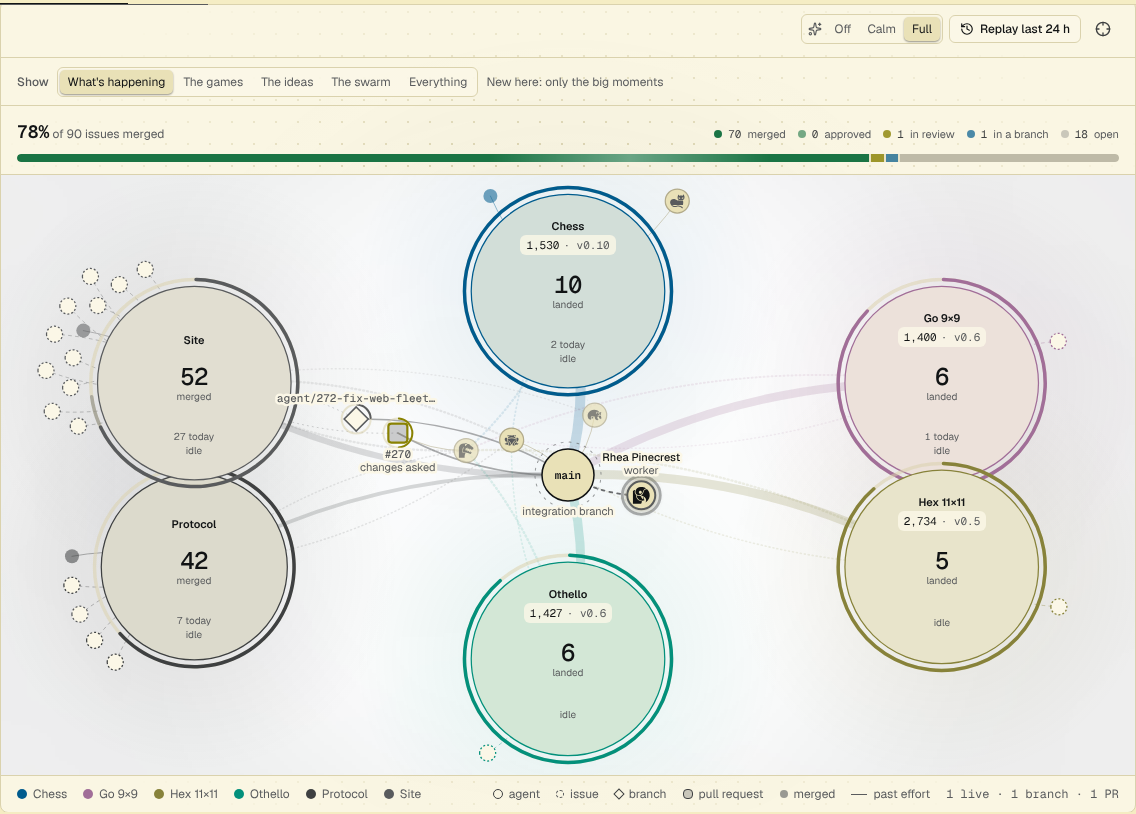 Off Calm Full Replay last 24 h
Show What's happening The games The ideas The swarm Everything New here: only the big moments
78% of 90 issues merged
70 merged 0 approved 1 in review 1 in a branch 18 open
Chess
1,530 · v0.10
10
landed
2 today
idle
Site
52
merged
27 today
idle
Go 9×9
1,400 · v0.6
6
landed
1 today
idle
agent/272-fix-web-fleet…
#270
changes asked
main
integration branch
Rhea Pinecrest
worker
Protocol
42
merged
7 today
idle
Hex 11×11
2,734 · v0.5
5
landed
idle
Othello
1,427 · v0.6
6
landed
idle
Chess Go 9×9 Hex 11×11 Othello Protocol Site
agent issue branch pull request merged past effort 1 live · 1 branch · 1 PR